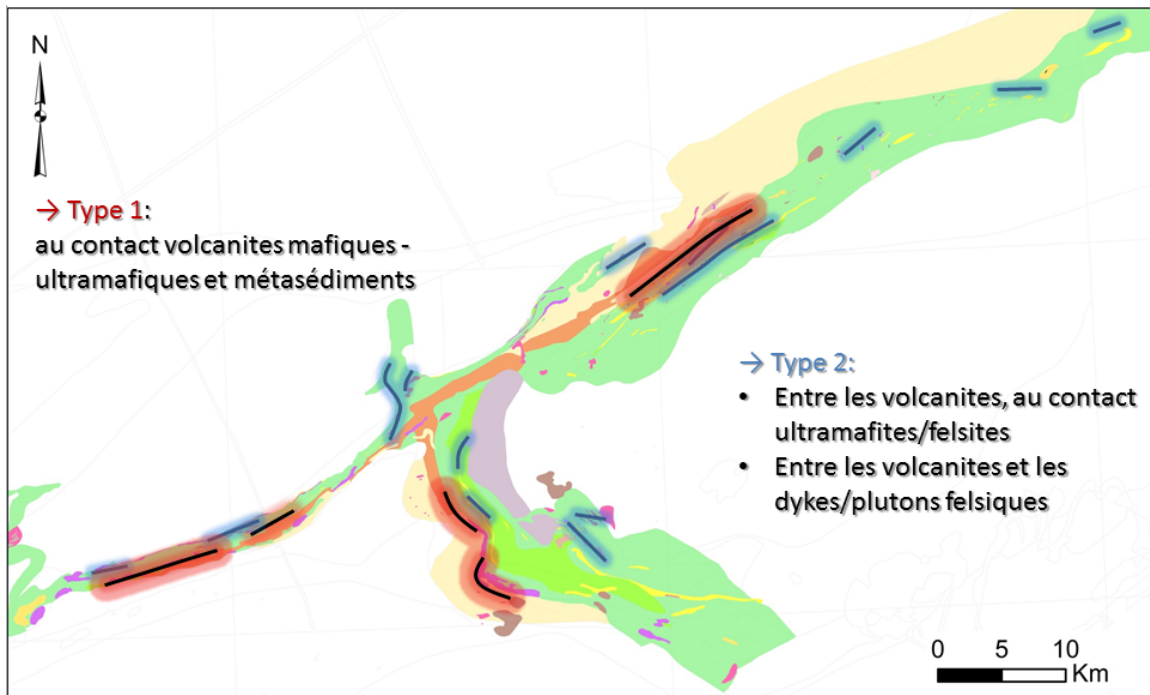 N
→ Type 1:
au contact volcanites mafiques -
ultramafiques et métasédiments
→ Type 2:
• Entre les volcanites, au contact
ultramafites/felsites
• Entre les volcanites et les
dykes/plutons felsiques
0 5 10
Km